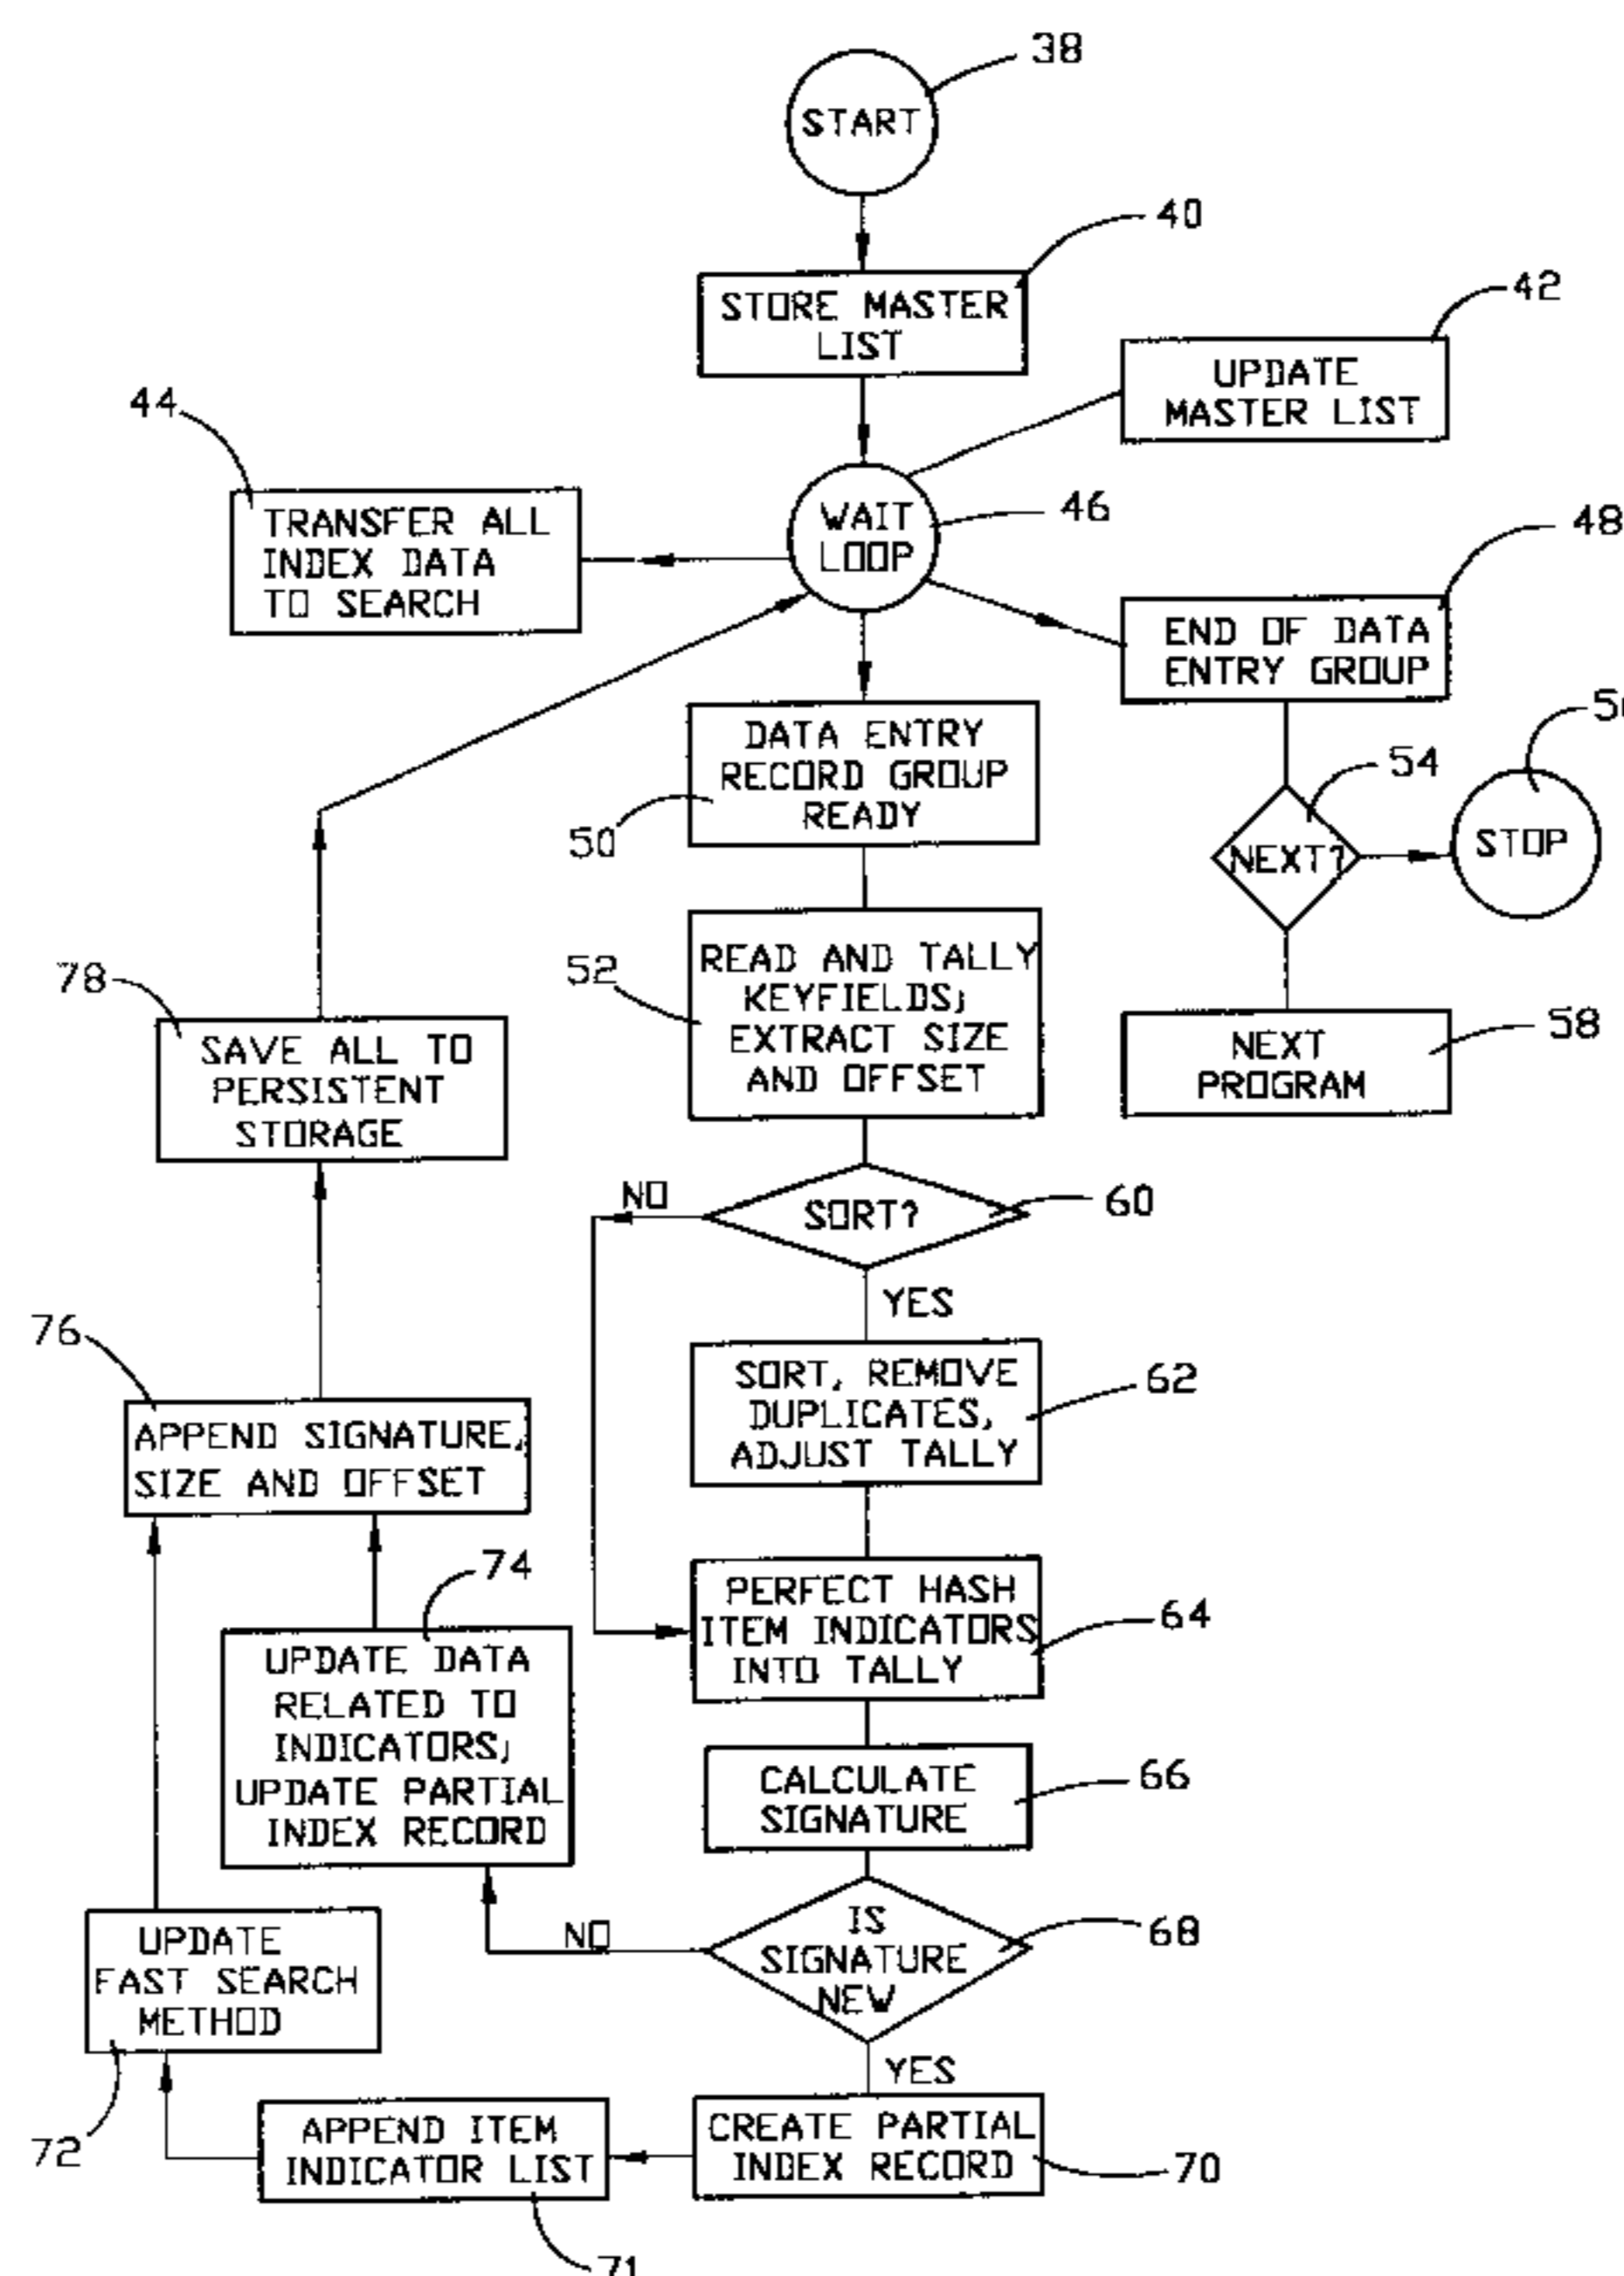 38
START
40
STORE MASTER
LIST
42
UPDATE
MASTER LIST
44
TRANSFER ALL
INDEX DATA
TO SEARCH
WAIT
LOOP
46
48
END OF DATA
ENTRY GROUP
DATA ENTRY
RECORD GROUP
READY
50
54
NEXT?
STOP
52
READ AND TALLY
KEYFIELDS;
EXTRACT SIZE
AND OFFSET
58
NEXT
PROGRAM
78
SAVE ALL TO
PERSISTENT
STORAGE
NO
SORT?
60
YES
76
APPEND SIGNATURE,
SIZE AND OFFSET
SORT, REMOVE
DUPLICATES,
ADJUST TALLY
62
74
UPDATE DATA
RELATED TO
INDICATORS;
UPDATE PARTIAL
INDEX RECORD
PERFECT HASH
ITEM INDICATORS
INTO TALLY
64
CALCULATE
SIGNATURE
66
NO
IS
SIGNATURE
NEW
68
YES
UPDATE
FAST SEARCH
METHOD
72
APPEND ITEM
INDICATOR LIST
71
CREATE PARTIAL
INDEX RECORD
70